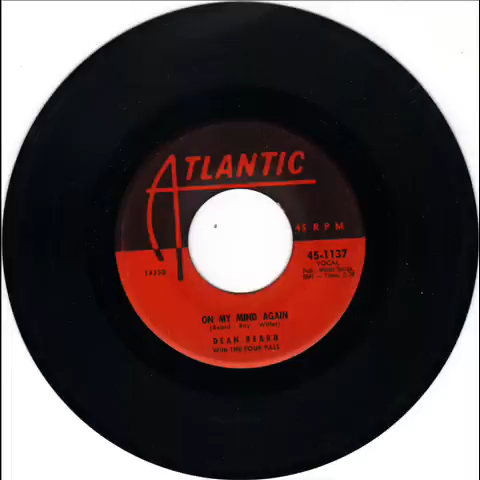 ATLANTIC
45 RPM
45-1137
VOCAL
ON MY MIND AGAIN
DEAN BEARD
With THE FOUR PALS